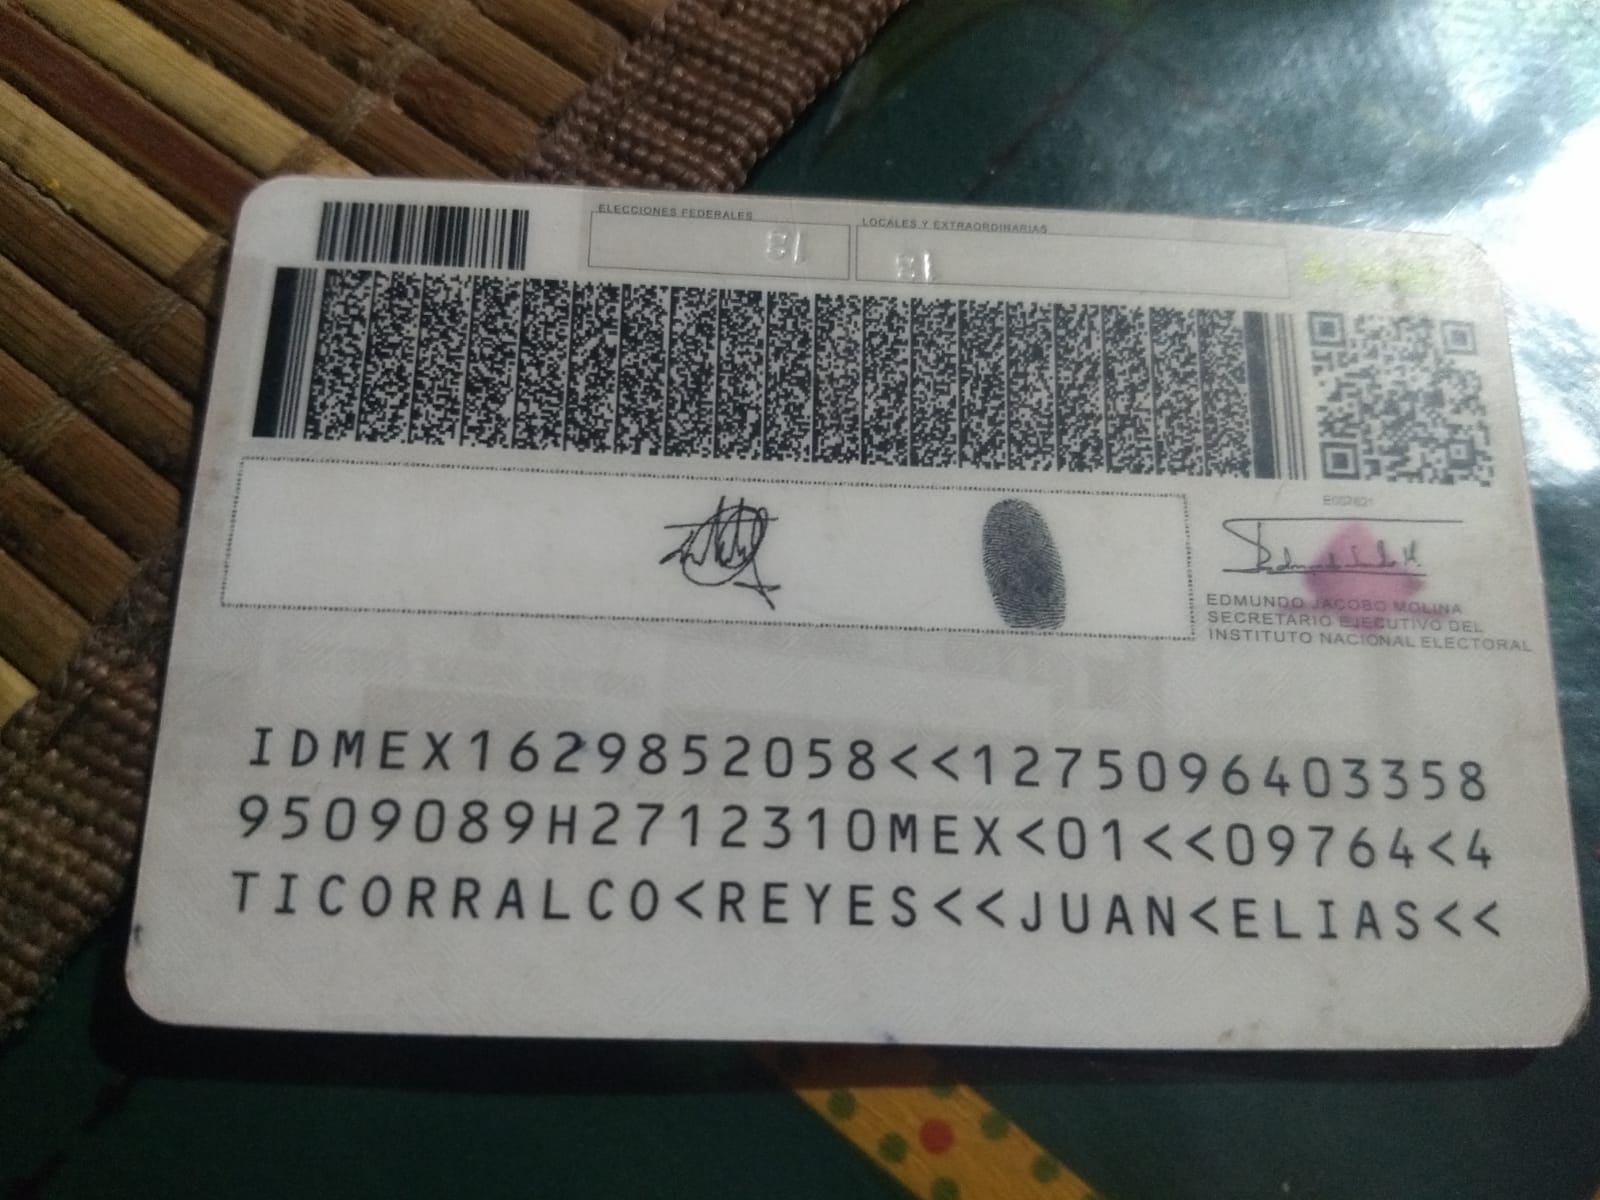 ELECCIONES FEDERALES
LOCALES Y EXTRAORDINARIAS
18
18
EDMUNDO JACOBO MOLINA
SECRETARIO EJECUTIVO DEL
INSTITUTO NACIONAL ELECTORAL
IDMEX1629852058<<1275096403358
9509089H2712310MEX<01<<09764<4
TICORRALCO<REYES<<JUAN<ELIAS<<